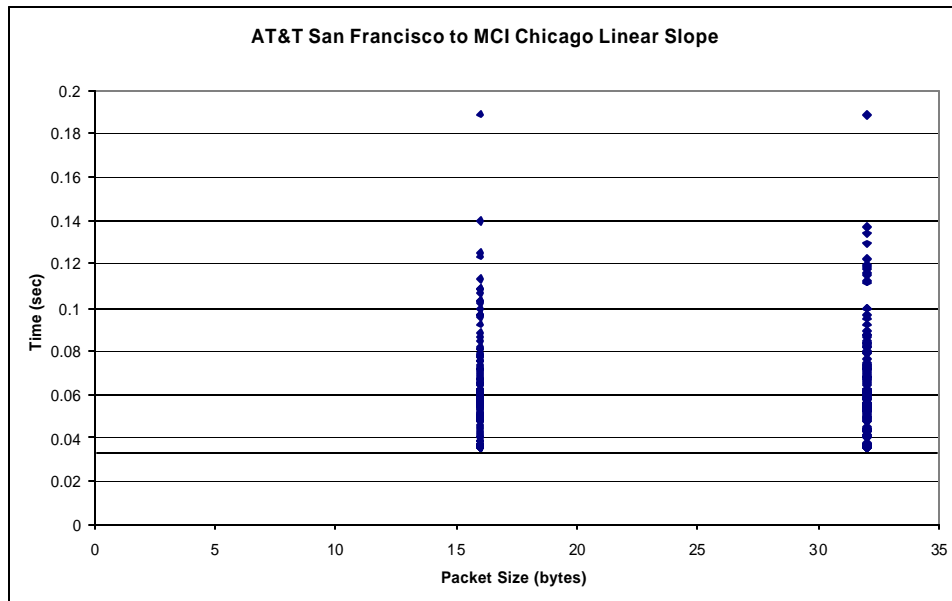 AT&T San Francisco to MCI Chicago Linear Slope
0.2
0.18
0.16
0.14
0.12
0.1
0.08
0.06
0.04
0.02
0
Time (sec)
0 5 10 15 20 25 30 35
Packet Size (bytes)